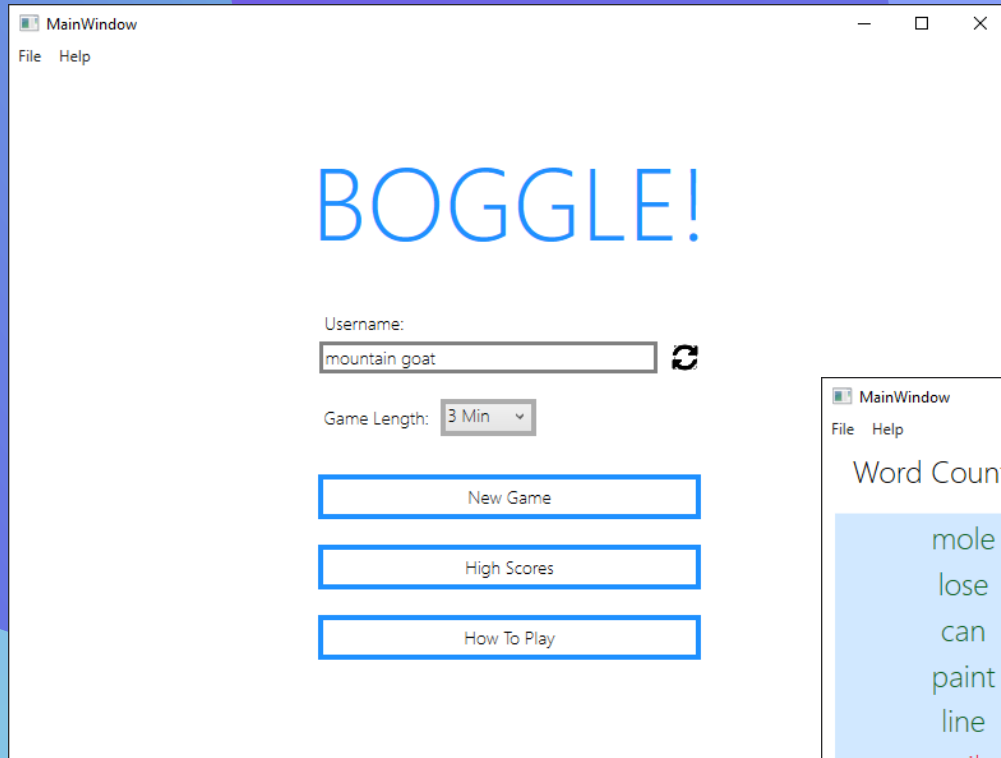 MainWindow
File Help
BOGGLE!
Username:
mountain goat
Game Length: 3 Min
New Game
High Scores
How To Play
MainWindow
File Help
Word Coun
mole
lose
can
paint
line